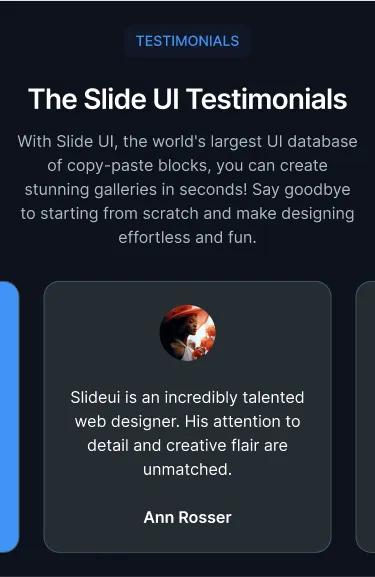 TESTIMONIALS
The Slide UI Testimonials
With Slide UI, the world's largest UI database
of copy-paste blocks, you can create
stunning galleries in seconds! Say goodbye
to starting from scratch and make designing
effortless and fun.
Slideui is an incredibly talented
web designer. His attention to
detail and creative flair are
unmatched.
Ann Rosser